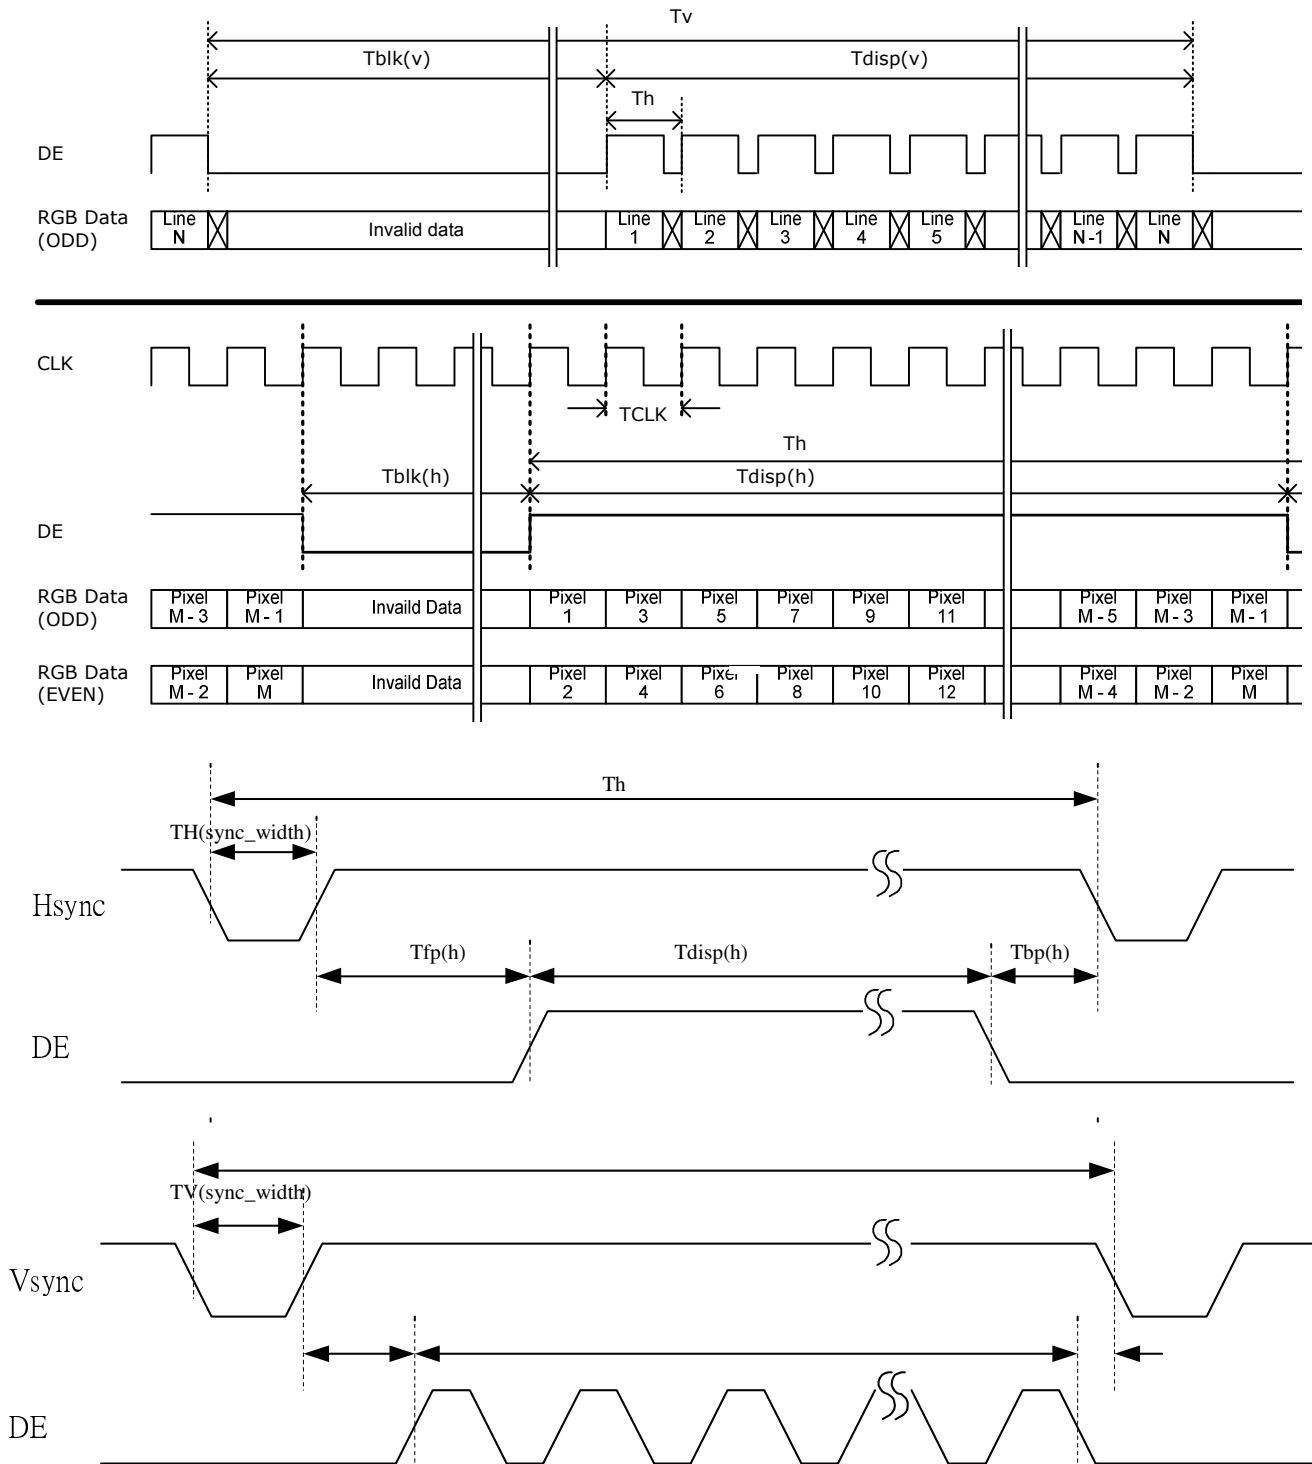 Tv
Tblk(v) Tdisp(v)
Th
DE
RGB Data
(ODD)
Line
N
Invalid data
Line
1
Line
2
Line
3
Line
4
Line
5
Line
N-1
Line
N
CLK
TCLK
Th
Tblk(h) Tdisp(h)
DE
RGB Data
(ODD)
Pixel
M - 3
Pixel
M - 1
Invaild Data
Pixel
1
Pixel
3
Pixel
5
Pixel
7
Pixel
9
Pixel
11
Pixel
M - 5
Pixel
M - 3
Pixel
M - 1
RGB Data
(EVEN)
Pixel
M - 2
Pixel
M
Invaild Data
Pixel
2
Pixel
4
Pixel
6
Pixel
8
Pixel
10
Pixel
12
Pixel
M - 4
Pixel
M - 2
Pixel
M
Th
TH(sync_width)
Hsync
Tfp(h) Tdisp(h) Tbp(h)
DE
TV(sync_width)
Vsync
DE